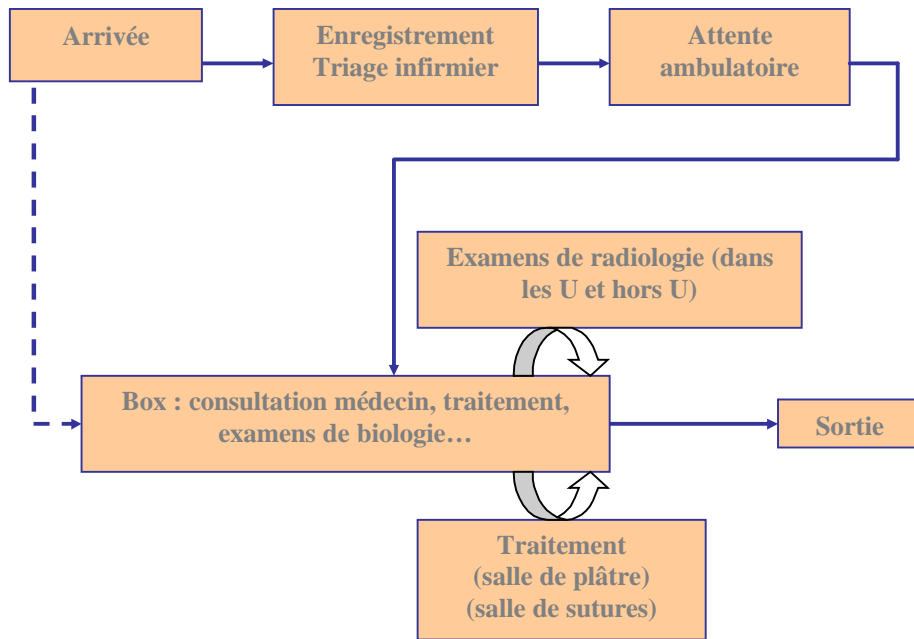 Arrivée
Enregistrement
Triage infirmier
Attente
ambulatoire
Examens de radiologie (dans
les U et hors U)
Box : consultation médecin, traitement,
examens de biologie…
Sortie
Traitement
(salle de plâtre)
(salle de sutures)